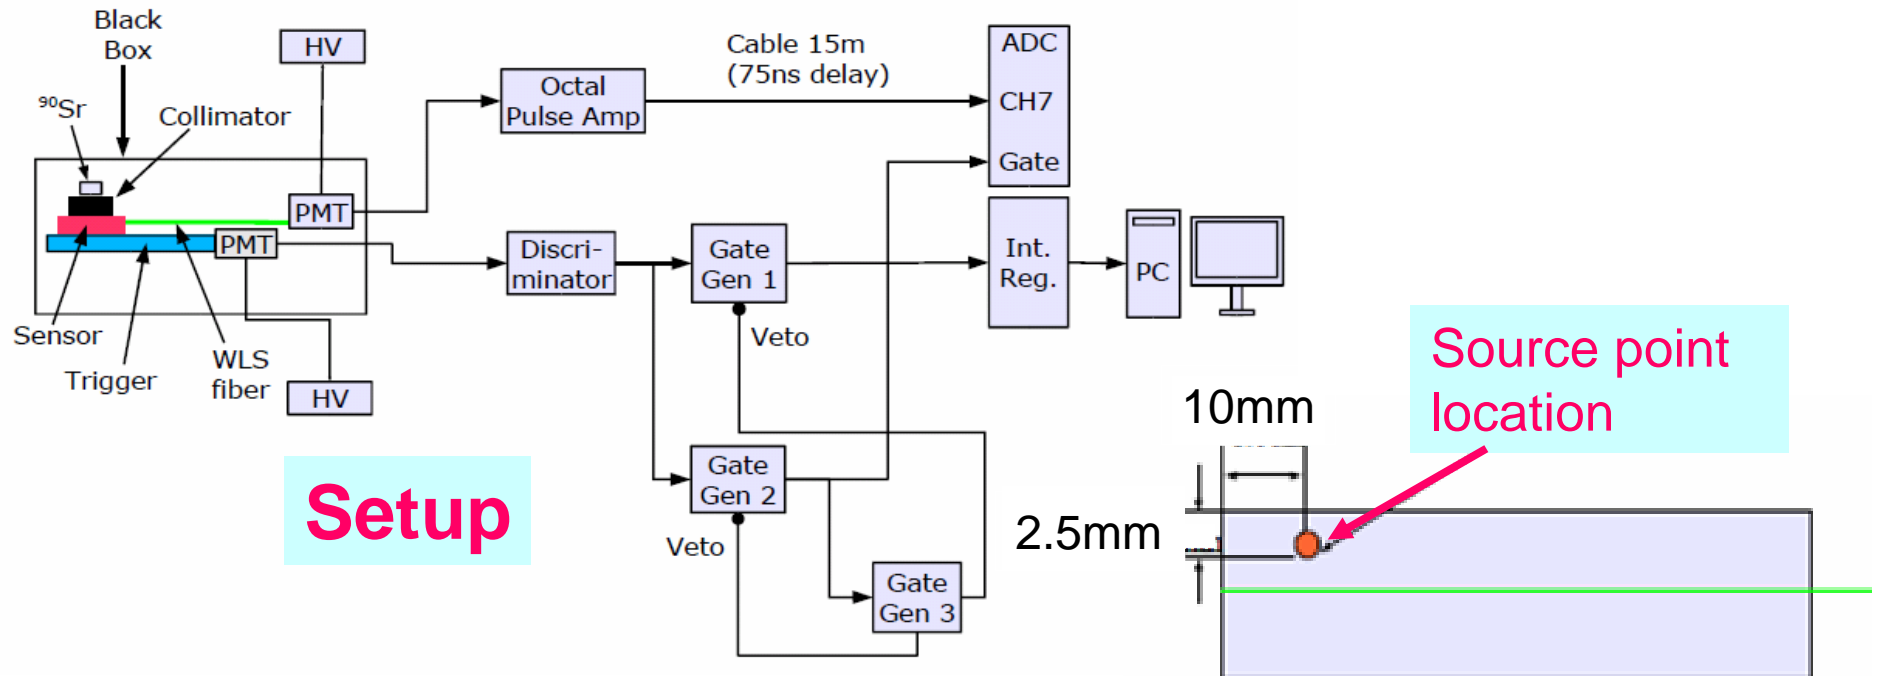 Black
Box
HV
Cable 15m
(75ns delay)
ADC
CH7
Gate
Octal
Pulse Amp
⁹⁰Sr
Collimator
PMT
PMT
Sensor
Trigger
WLS
fiber
HV
Discri-
minator
Gate
Gen 1
Veto
Int.
Reg.
PC
Gate
Gen 2
Veto
Gate
Gen 3
Setup
Source point
location
10mm
2.5mm